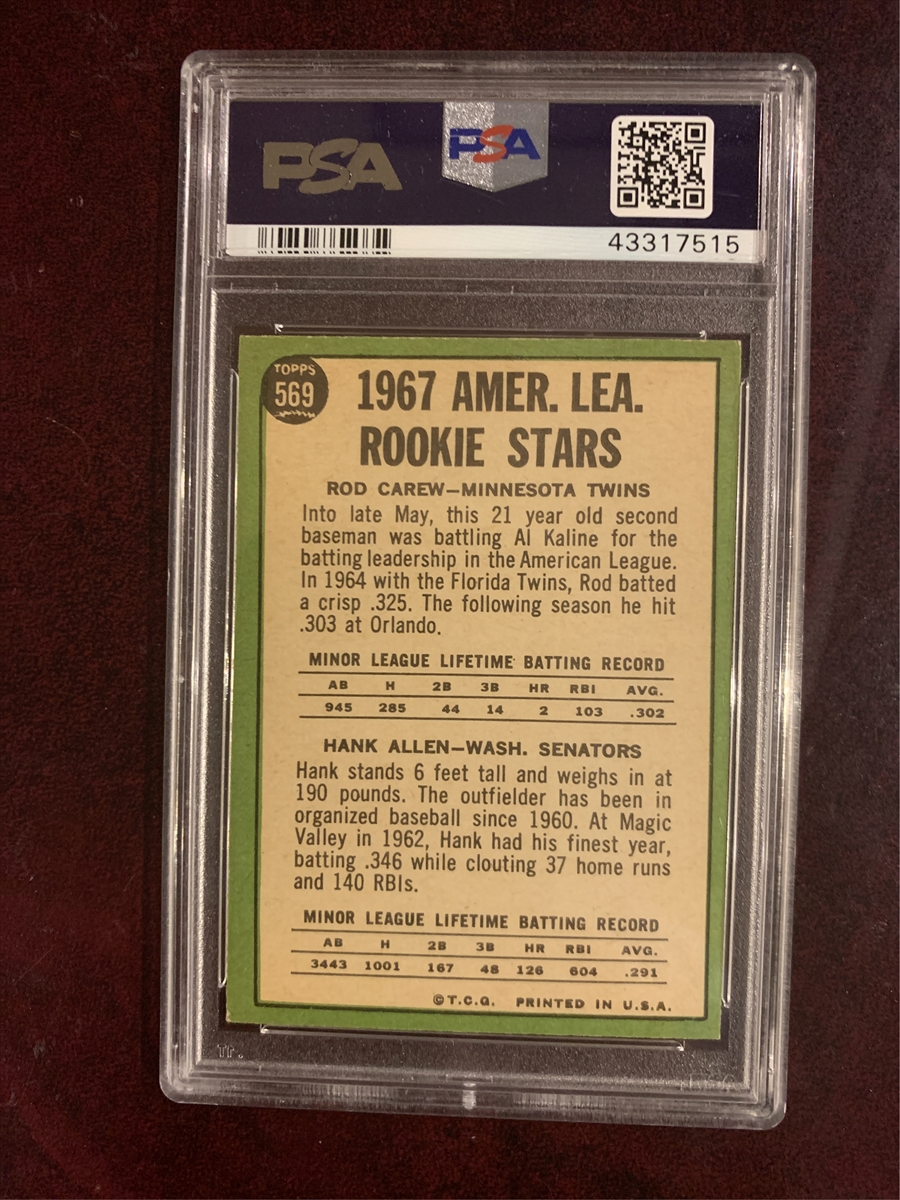 PSA
PSA
43317515
TOPPS
569
1967 AMER. LEA.
ROOKIE STARS
ROD CAREW—MINNESOTA TWINS
Into late May, this 21 year old second
baseman was battling Al Kaline for the
batting leadership in the American League.
In 1964 with the Florida Twins, Rod batted
a crisp .325. The following season he hit
.303 at Orlando.
MINOR LEAGUE LIFETIME BATTING RECORD
AB H 2B 3B HR RBI AVG.
945 285 44 14 2 103 .302
HANK ALLEN—WASH. SENATORS
Hank stands 6 feet tall and weighs in at
190 pounds. The outfielder has been in
organized baseball since 1960. At Magic
Valley in 1962, Hank had his finest year,
batting .346 while clouting 37 home runs
and 140 RBIs.
MINOR LEAGUE LIFETIME BATTING RECORD
AB H 2B 3B HR RBI AVG.
3443 1001 167 48 126 604 .291
©T.C.G. PRINTED IN U.S.A.